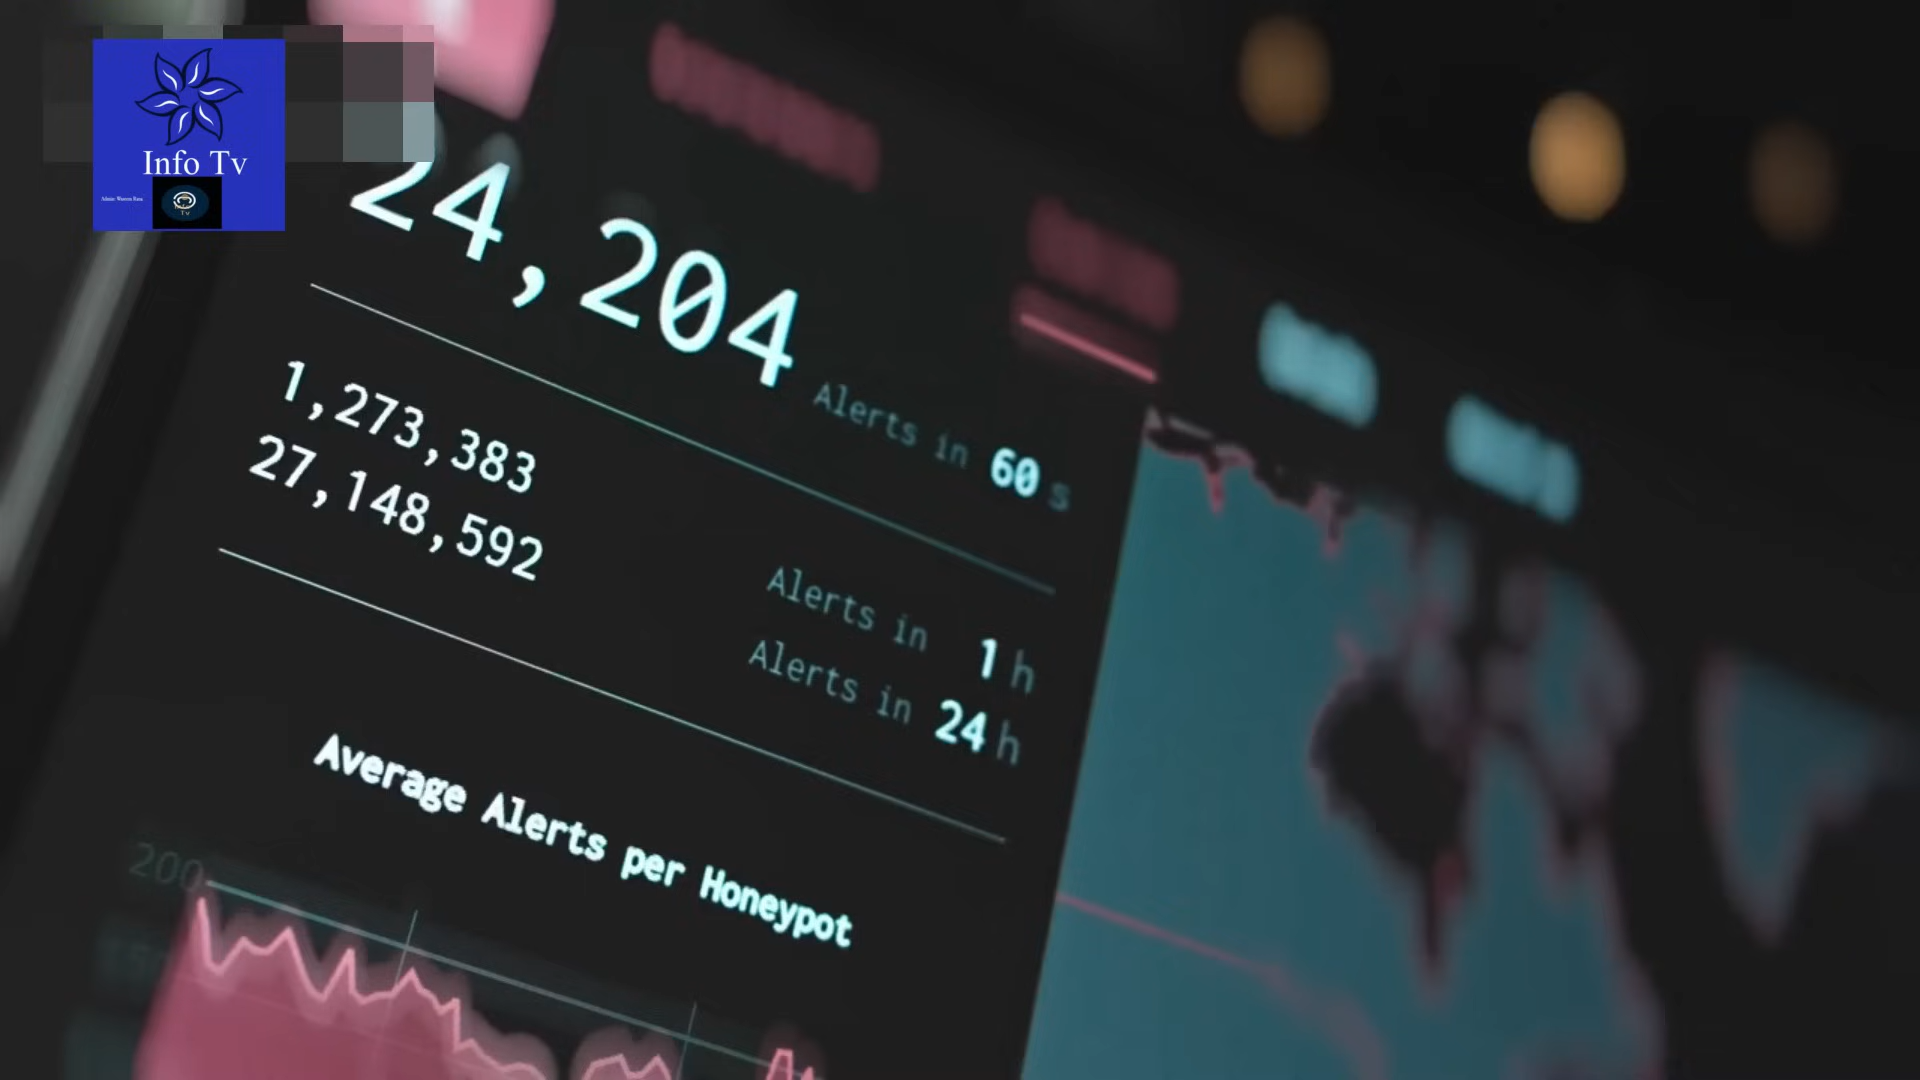 Info Tv
24,204
Alerts in 60 s
1,273,383
Alerts in 1 h
27,148,592
Alerts in 24 h
Average Alerts per Honeypot
200